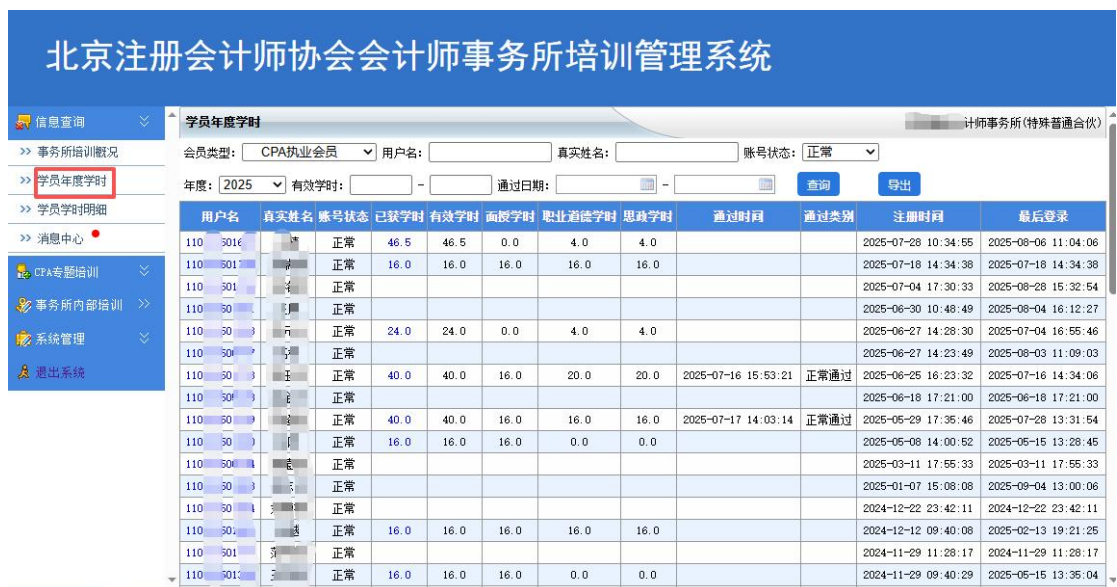 北京注册会计师协会会计师事务所培训管理系统
信息查询
>> 事务所培训概况
>> 学员年度学时
>> 学员学时明细
>> 消息中心
CPA专题培训
事务所内部培训 >>
系统管理
退出系统
学员年度学时 计师事务所(特殊普通合伙)
会员类型: CPA执业会员 用户名: 真实姓名: 账号状态: 正常
年度: 2025 有效学时: - 通过日期: - 查询 导出
用户名 真实姓名 账号状态 已获学时 有效学时 面授学时 职业道德学时 思政学时 通过时间 通过类别 注册时间 最后登录
正常 46.5 46.5 0.0 4.0 4.0 2025-07-28 10:34:55 2025-08-06 11:04:06
正常 16.0 16.0 16.0 16.0 16.0 2025-07-18 14:34:38 2025-07-18 14:34:38
正常 2025-07-04 17:30:33 2025-08-28 15:32:54
正常 2025-06-30 10:48:49 2025-08-04 16:12:27
正常 24.0 24.0 0.0 4.0 4.0 2025-06-27 14:28:30 2025-07-04 16:55:46
正常 2025-06-27 14:23:49 2025-08-03 11:09:03
正常 40.0 40.0 16.0 20.0 20.0 2025-07-16 15:53:21 正常通过 2025-06-25 16:23:32 2025-07-16 14:34:06
正常 2025-06-18 17:21:00 2025-06-18 17:21:00
正常 40.0 40.0 16.0 16.0 16.0 2025-07-17 14:03:14 正常通过 2025-05-29 17:35:46 2025-07-28 13:31:54
正常 16.0 16.0 16.0 0.0 0.0 2025-05-08 14:00:52 2025-05-15 13:28:45
正常 2025-03-11 17:55:33 2025-03-11 17:55:33
正常 2025-01-07 15:08:08 2025-09-04 13:00:06
正常 2024-12-22 23:42:11 2024-12-22 23:42:11
正常 16.0 16.0 16.0 16.0 16.0 2024-12-12 09:40:08 2025-02-13 19:21:25
正常 2024-11-29 11:28:17 2024-11-29 11:28:17
正常 16.0 16.0 16.0 0.0 0.0 2024-11-29 09:40:29 2025-05-15 13:35:04